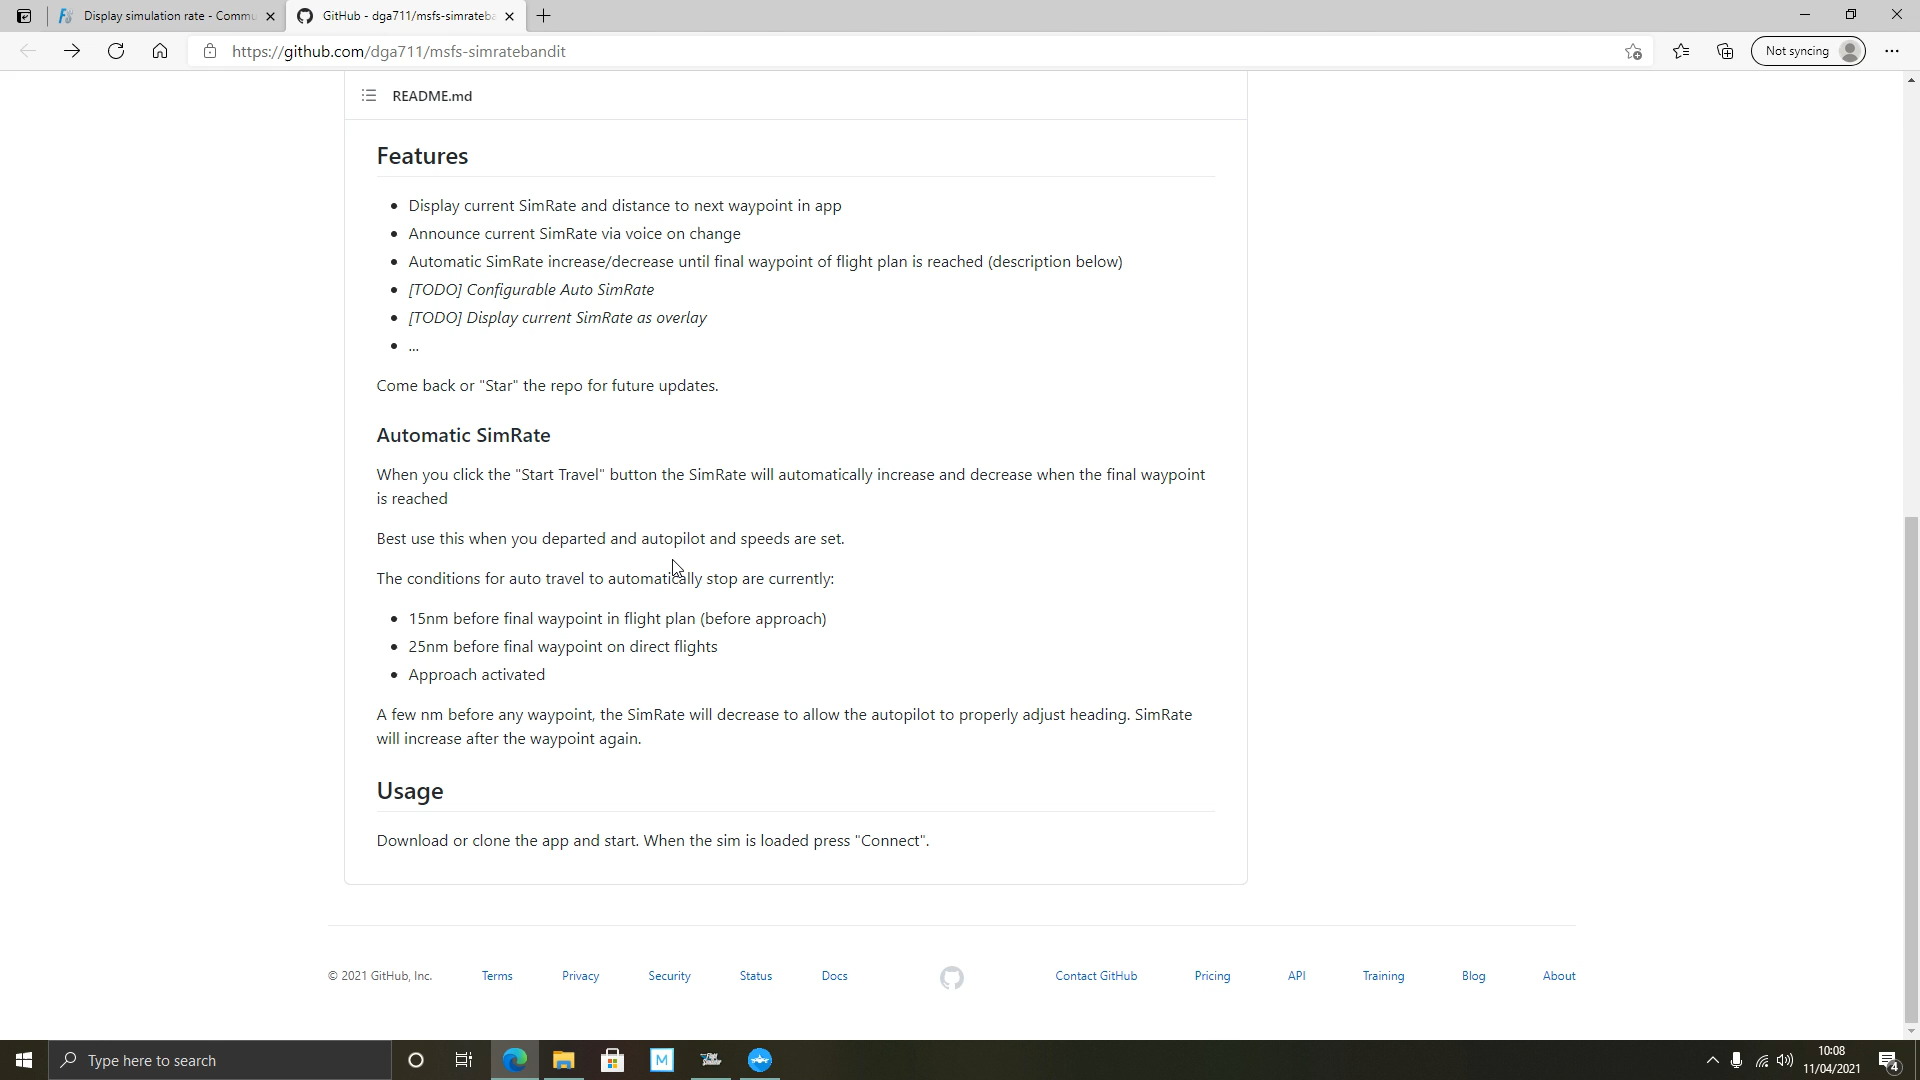 Display simulation rate - Commu
GitHub - dga711/msfs-simrateba
https://github.com/dga711/msfs-simratebandit
Not syncing
README.md
Features
Display current SimRate and distance to next waypoint in app
Announce current SimRate via voice on change
Automatic SimRate increase/decrease until final waypoint of flight plan is reached (description below)
[TODO] Configurable Auto SimRate
[TODO] Display current SimRate as overlay
...
Come back or "Star" the repo for future updates.
Automatic SimRate
When you click the "Start Travel" button the SimRate will automatically increase and decrease when the final waypoint
is reached
Best use this when you departed and autopilot and speeds are set.
The conditions for auto travel to automatically stop are currently:
15nm before final waypoint in flight plan (before approach)
25nm before final waypoint on direct flights
Approach activated
A few nm before any waypoint, the SimRate will decrease to allow the autopilot to properly adjust heading. SimRate
will increase after the waypoint again.
Usage
Download or clone the app and start. When the sim is loaded press "Connect".
© 2021 GitHub, Inc. Terms Privacy Security Status Docs Contact GitHub Pricing API Training Blog About
Type here to search
M
10:08
11/04/2021
4